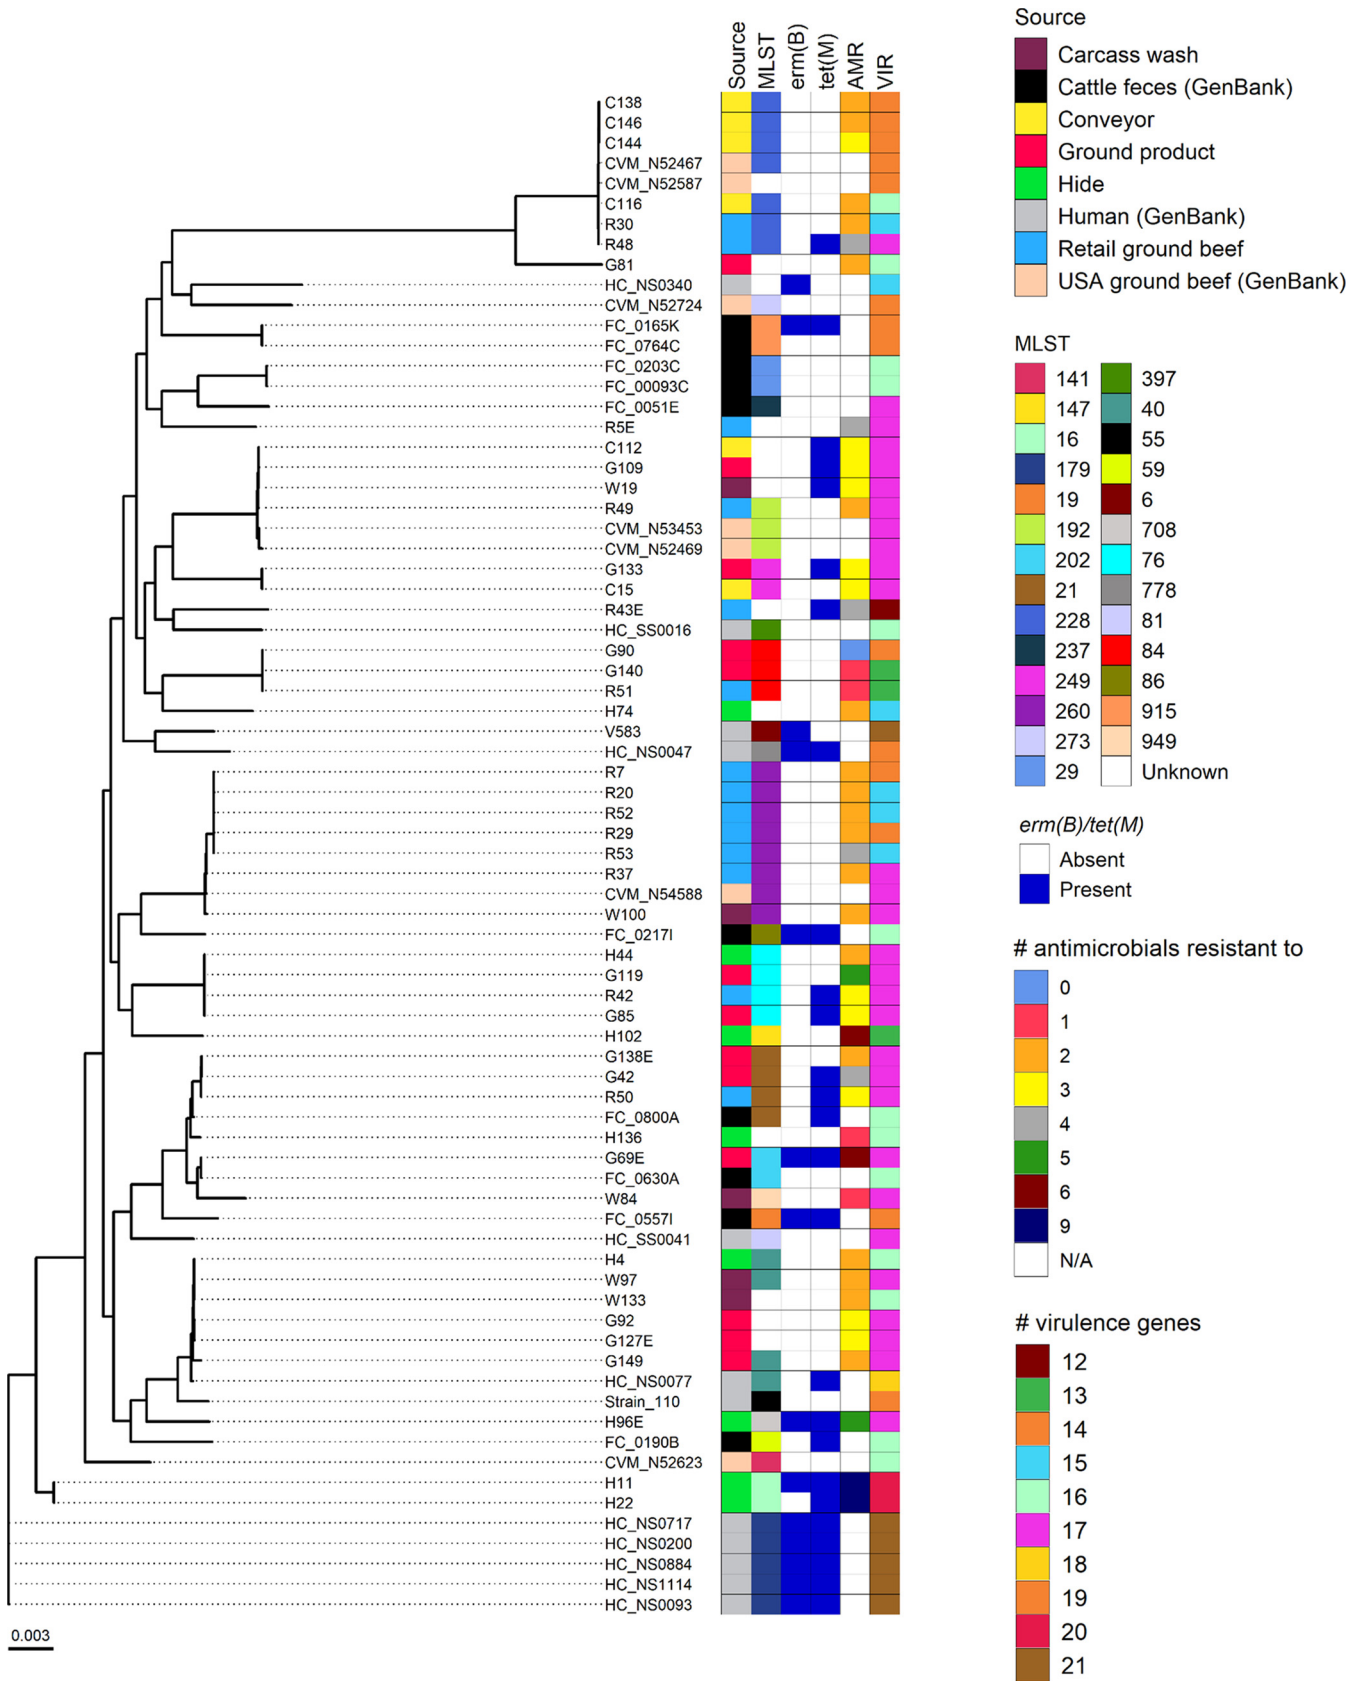 Source
MLST
erm(B)
tet(M)
AMR
VIR
C138
C146
C144
CVM_N52467
CVM_N52587
C116
R30
R48
G81
HC_NS0340
CVM_N52724
FC_0165K
FC_0764C
FC_0203C
FC_00093C
FC_0051E
R5E
C112
G109
W19
R49
CVM_N53453
CVM_N52469
G133
C15
R43E
HC_SS0016
G90
G140
R51
H74
V583
HC_NS0047
R7
R20
R52
R29
R53
R37
CVM_N54588
W100
FC_0217I
H44
G119
R42
G85
H102
G138E
G42
R50
FC_0800A
H136
G69E
FC_0630A
W84
FC_0557I
HC_SS0041
H4
W97
W133
G92
G127E
G149
HC_NS0077
Strain_110
H96E
FC_0190B
CVM_N52623
H11
H22
HC_NS0717
HC_NS0200
HC_NS0884
HC_NS1114
HC_NS0093
0.003
Source
Carcass wash
Cattle feces (GenBank)
Conveyor
Ground product
Hide
Human (GenBank)
Retail ground beef
USA ground beef (GenBank)
MLST
141 397
147 40
16 55
179 59
19 6
192 708
202 76
21 778
228 81
237 84
249 86
260 915
273 949
29 Unknown
erm(B)/tet(M)
Absent
Present
# antimicrobials resistant to
0
1
2
3
4
5
6
9
N/A
# virulence genes
12
13
14
15
16
17
18
19
20
21